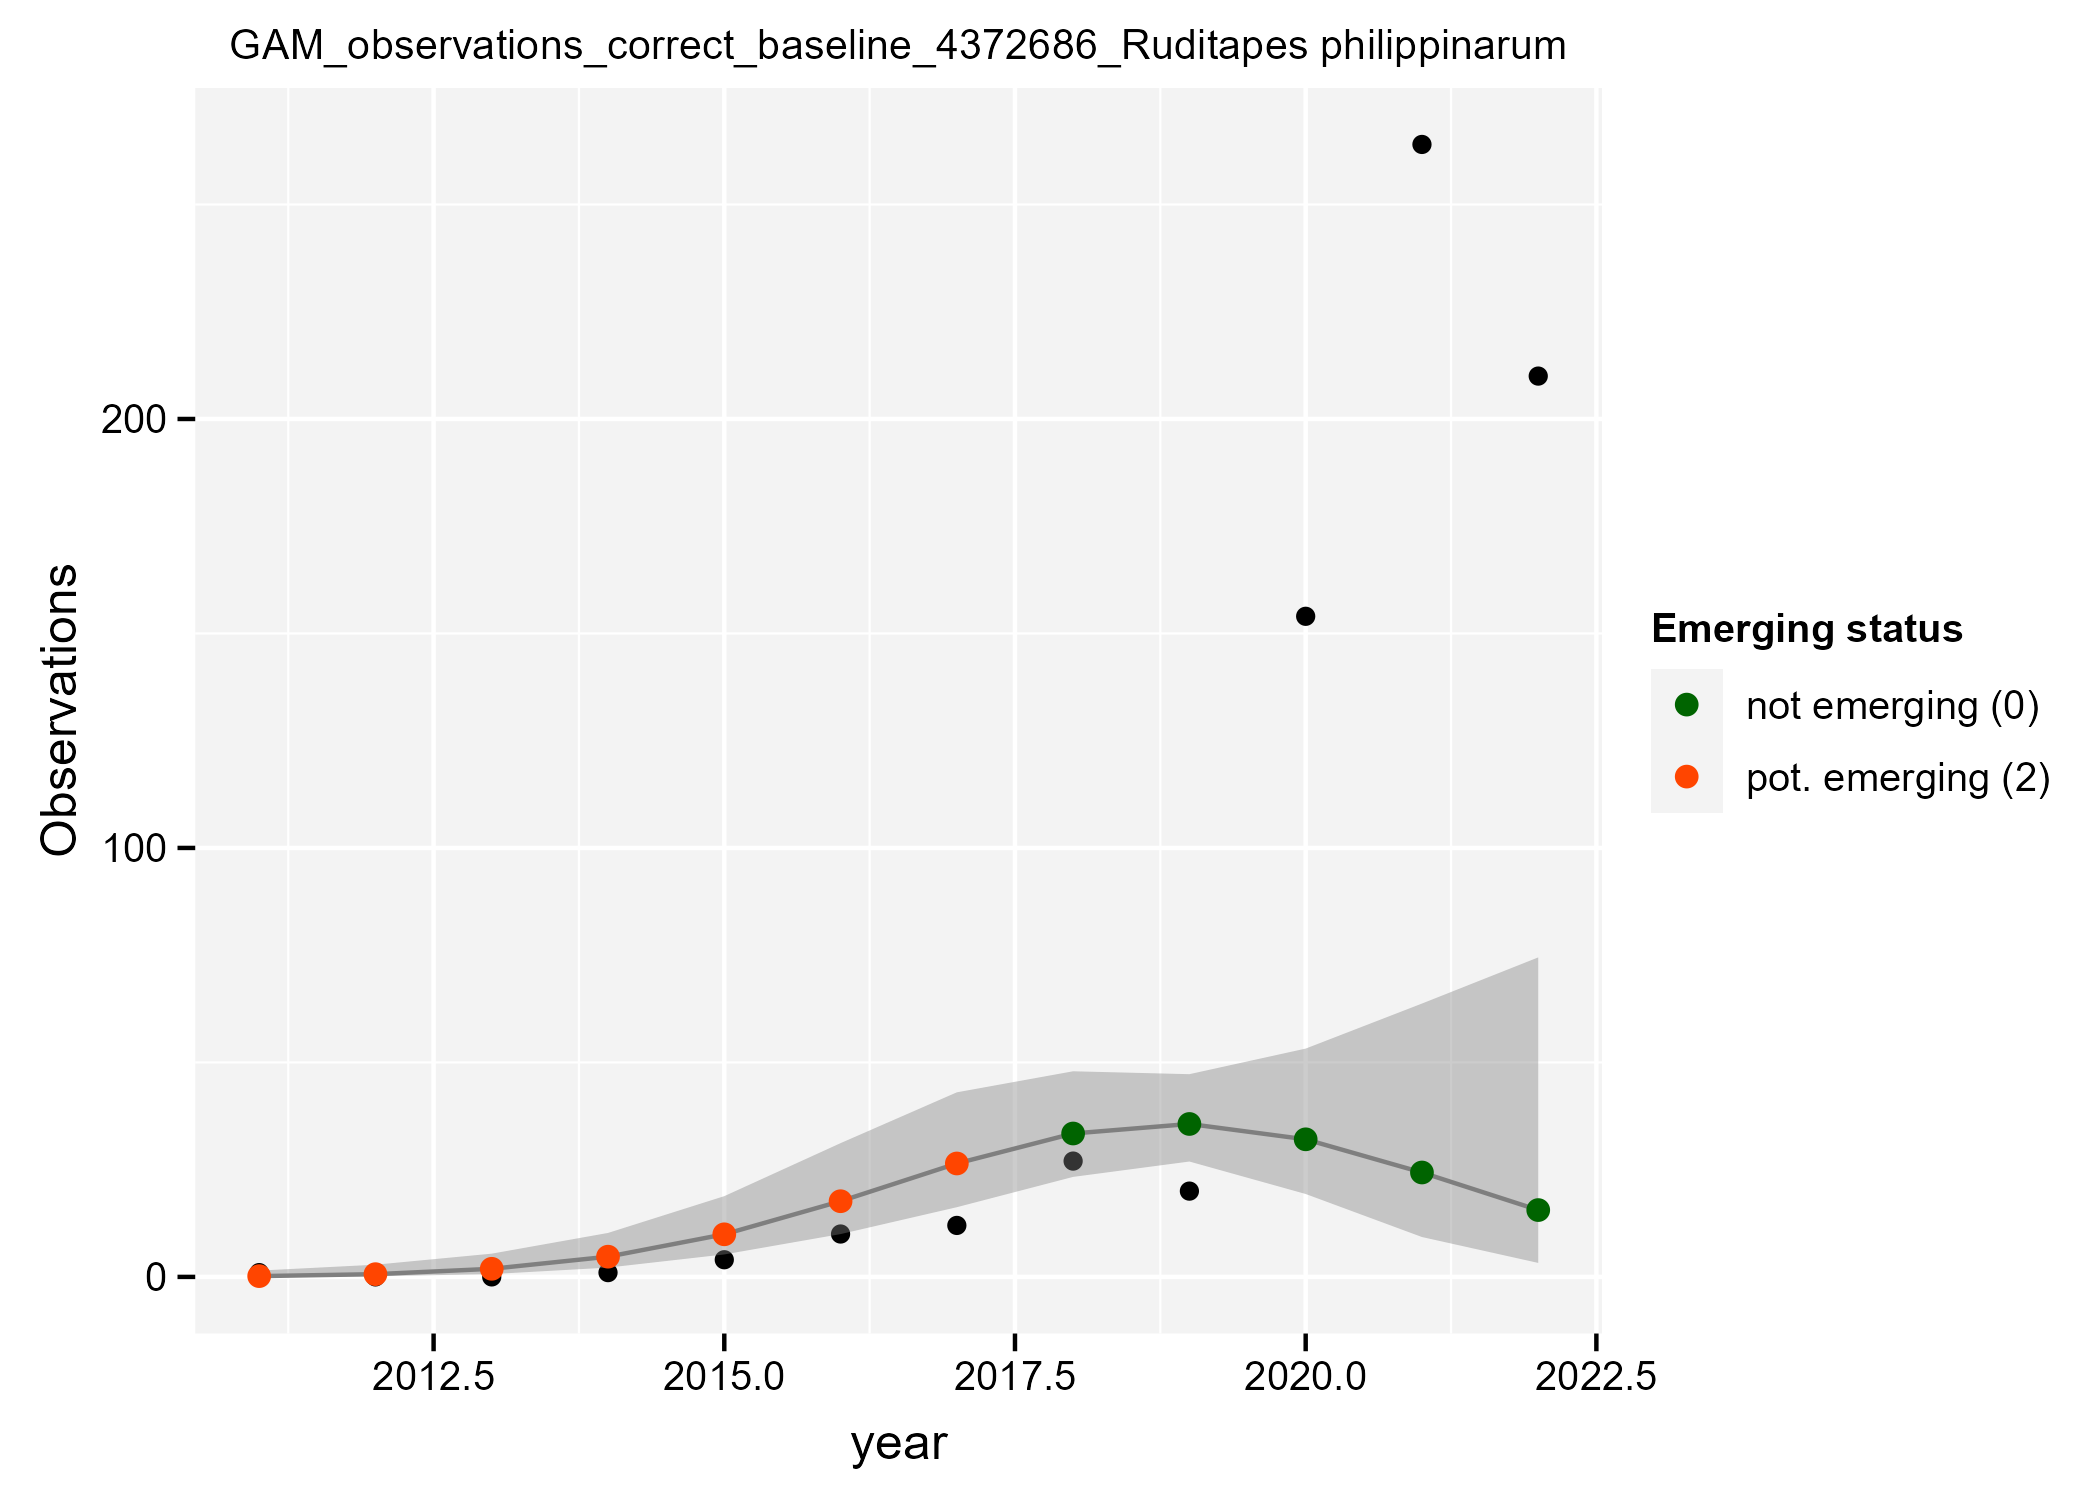 GAM_observations_correct_baseline_4372686_Ruditapes philippinarum
Observations
200
100
0
2012.5
2015.0
2017.5
2020.0
2022.5
year
Emerging status
not emerging (0)
pot. emerging (2)